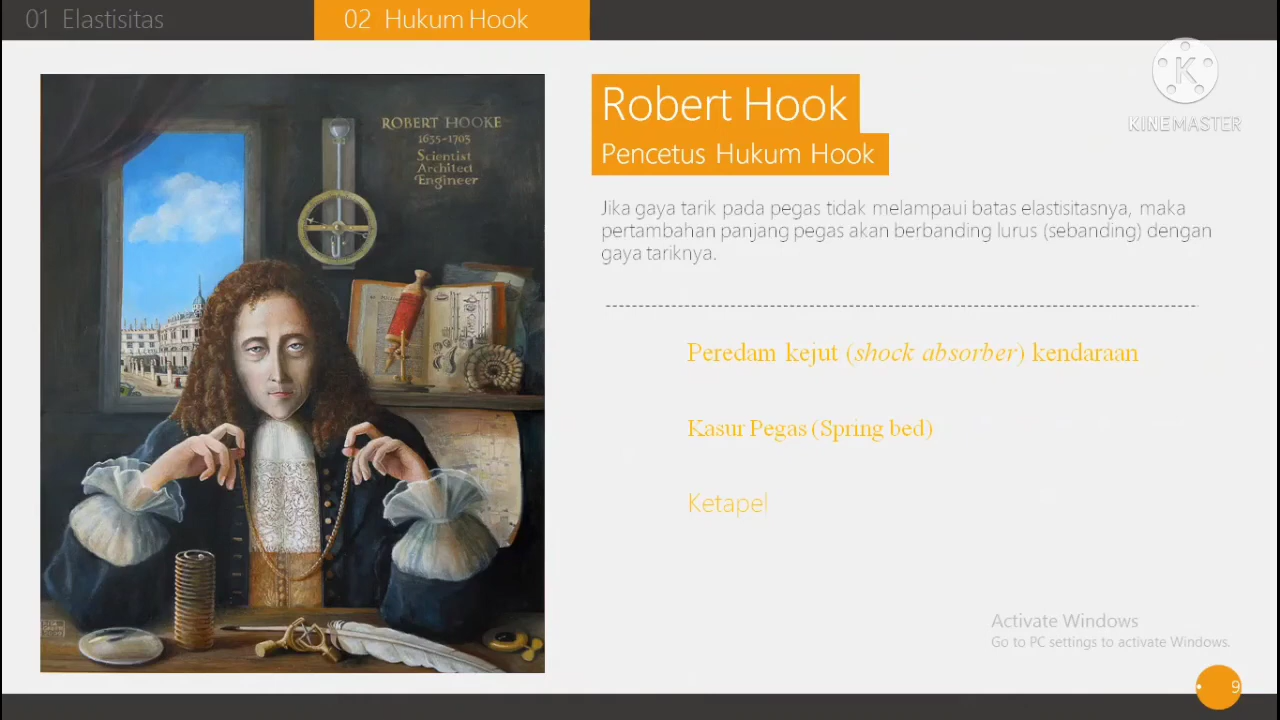 01 Elastisitas
02 Hukum Hook
ROBERT HOOKE
1635-1703
Scientist
Architect
Engineer
Robert Hook
Pencetus Hukum Hook
K
KINEMASTER
Jika gaya tarik pada pegas tidak melampaui batas elastisitasnya, maka
pertambahan panjang pegas akan berbanding lurus (sebanding) dengan
gaya tariknya.
Peredam kejut (shock absorber) kendaraan
Kasur Pegas (Spring bed)
Ketapel
Activate Windows
Go to PC settings to activate Windows.
9